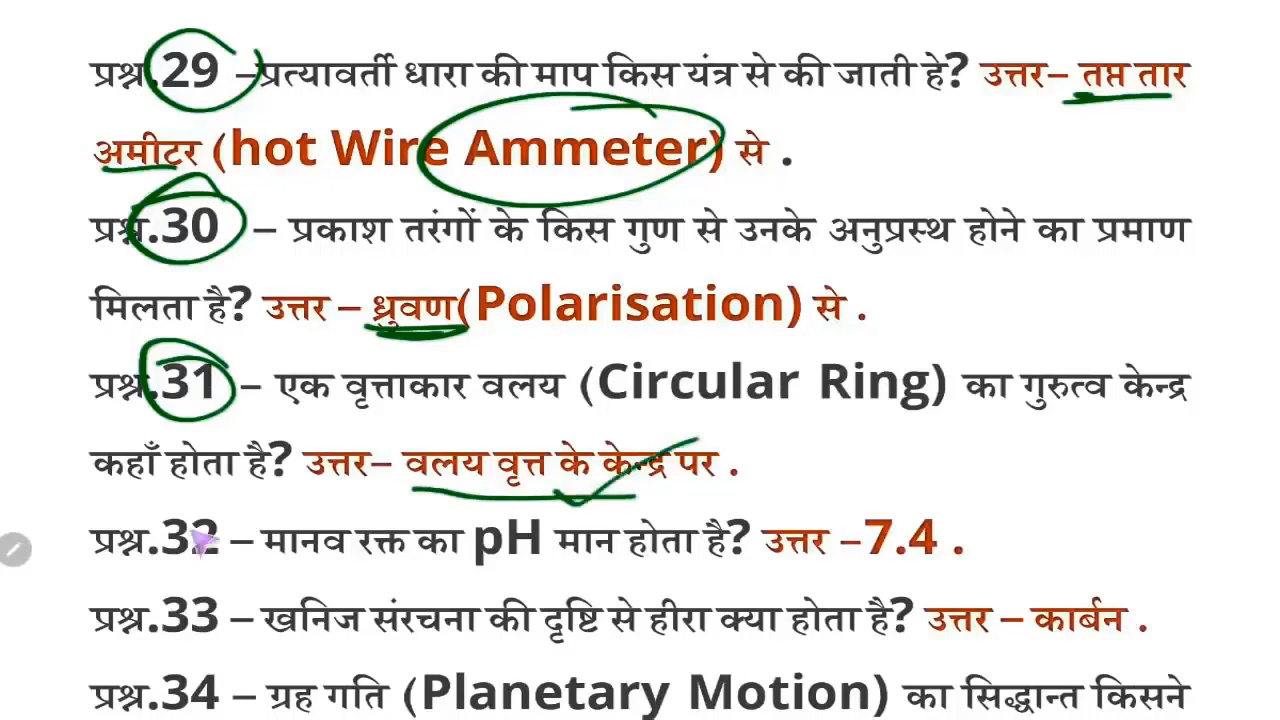 प्रश्न.29 –प्रत्यावर्ती धारा की माप किस यंत्र से की जाती हे? उत्तर– तप्त तार
अमीटर (hot Wire Ammeter) से .
प्रश्न.30 – प्रकाश तरंगों के किस गुण से उनके अनुप्रस्थ होने का प्रमाण
मिलता है? उत्तर – ध्रुवण(Polarisation) से .
प्रश्न.31 – एक वृत्ताकार वलय (Circular Ring) का गुरुत्व केन्द्र
कहाँ होता है? उत्तर– वलय वृत्त के केन्द्र पर .
प्रश्न.32 – मानव रक्त का pH मान होता है? उत्तर –7.4 .
प्रश्न.33 – खनिज संरचना की दृष्टि से हीरा क्या होता है? उत्तर – कार्बन .
प्रश्न.34 – ग्रह गति (Planetary Motion) का सिद्धान्त किसने